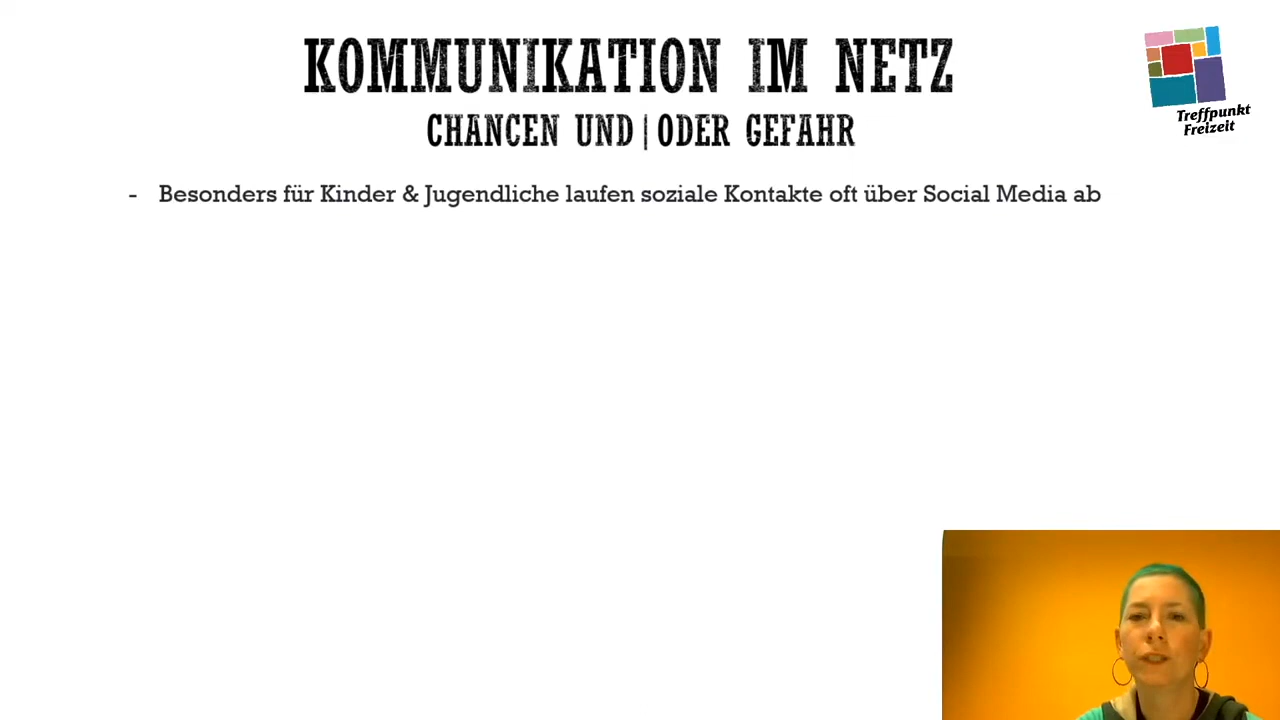 KOMMUNIKATION IM NETZ
CHANCEN UND|ODER GEFAHR
Treffpunkt
Freizeit
- Besonders für Kinder & Jugendliche laufen soziale Kontakte oft über Social Media ab